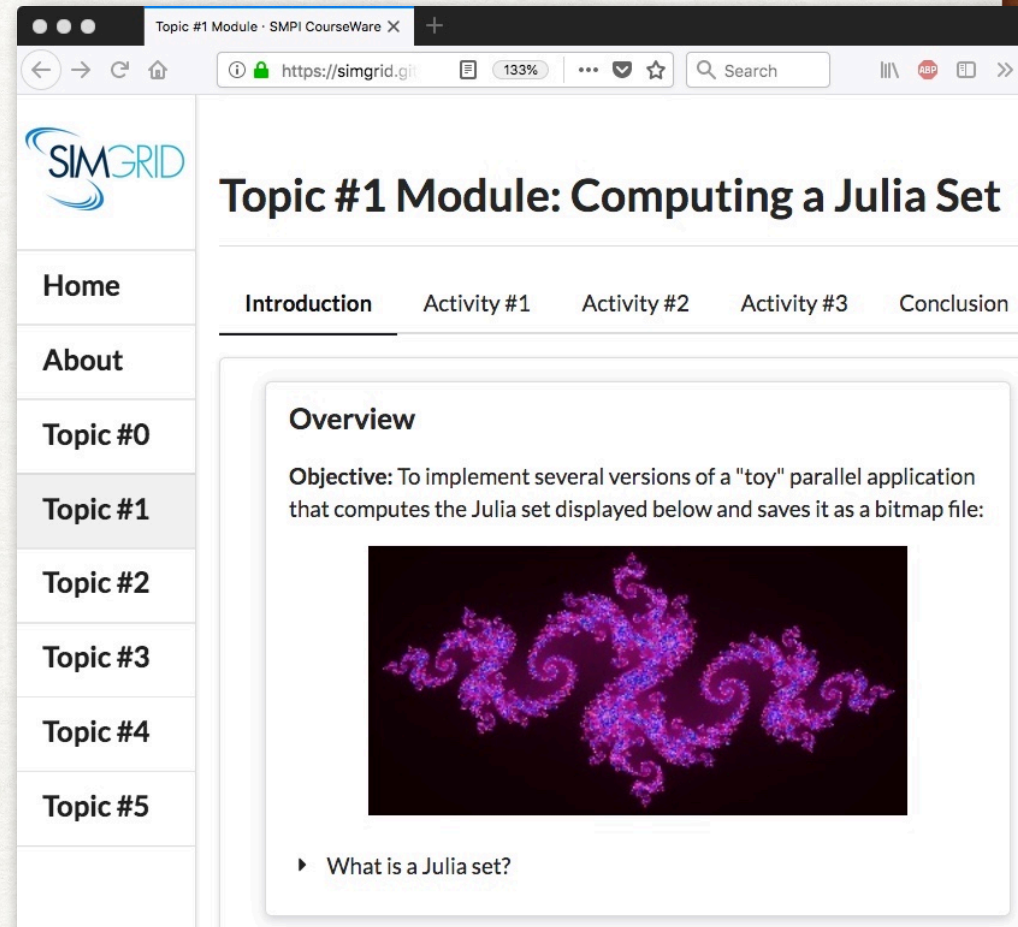 Topic #1 Module · SMPI CourseWare
https://simgrid.git
133%
Search
ABP
SIMGRID
Topic #1 Module: Computing a Julia Set
Home
About
Topic #0
Topic #1
Topic #2
Topic #3
Topic #4
Topic #5
Introduction Activity #1 Activity #2 Activity #3 Conclusion
Overview
Objective: To implement several versions of a "toy" parallel application
that computes the Julia set displayed below and saves it as a bitmap file:
What is a Julia set?